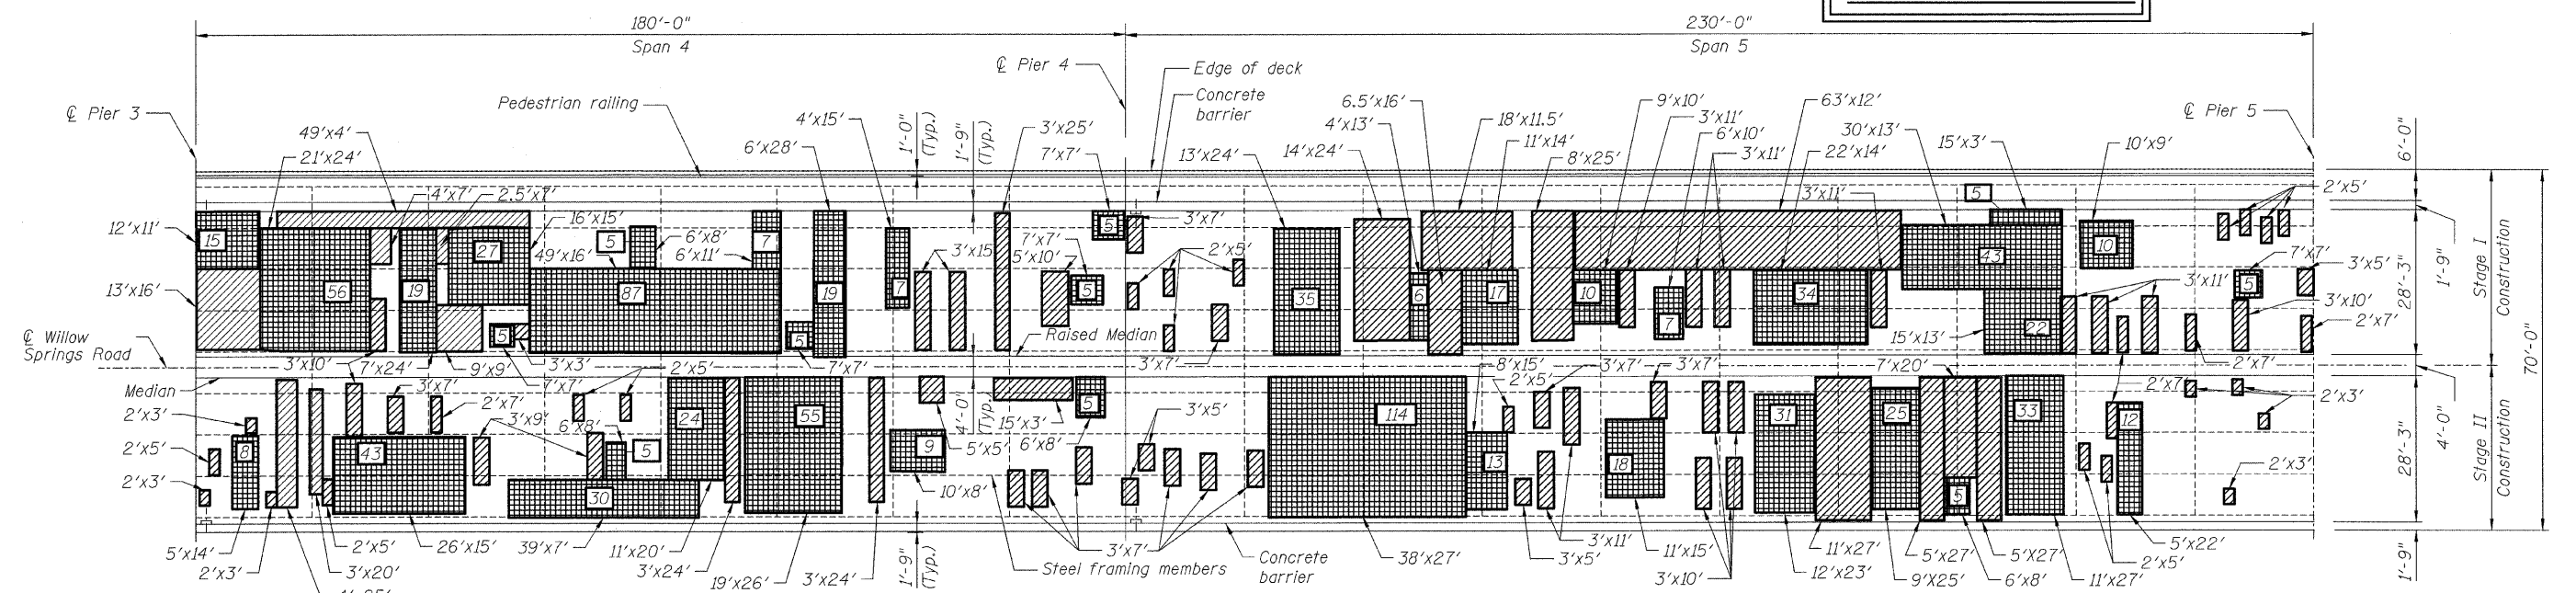 180'-0"
230'-0"
Span 4
Span 5
℄ Pier 4
Edge of deck
Concrete
barrier
Pedestrian railing
℄ Pier 3
℄ Pier 5
49'x4'
21'x24'
4'x7'
2.5'x7'
16'x15'
6'x28'
4'x15'
1'-0"
(Typ.)
1'-9"
(Typ.)
3'x25'
7'x7'
13'x24'
14'x24'
4'x13'
6.5'x16'
18'x11.5'
11'x14'
8'x25'
9'x10'
3'x11'
6'x10'
3'x11'
63'x12'
22'x14'
30'x13'
3'x11'
15'x3'
10'x9'
2'x5'
6'-0"
12'x11'
15
27
5
6'x8'
7
6'x11'
49'x16'
3'x15'
7'x7'
5'x10'
5
3'x7'
2'x5'
5
43
10
7'x7'
3'x5'
13'x16'
56
19
87
19
7
5
35
6
17
10
7
34
5
3'x11'
3'x10'
28'-3"
1'-9"
Stage I
Construction
℄ Willow
Springs Road
5
5
Raised Median
22
15'x13'
2'x7'
3'x10'
7'x24'
9'x9'
7'x7'
3'x3'
2'x5'
7'x7'
3'x7'
8'x15'
2'x5'
3'x7'
3'x7'
7'x20'
2'x7'
2'x7'
Median
2'x3'
3'x7'
2'x7'
3'x9'
6'x8'
24
55
4'-0"
(Typ.)
15'x3'
5
3'x5'
114
31
25
33
12
2'x3'
4'-0"
70'-0"
2'x5'
8
43
5
9
5'x5'
6'x8'
13
18
2'x3'
2'x3'
30
10'x8'
5
28'-3"
Stage II
Construction
5'x14'
2'x3'
2'x5'
3'x20'
26'x15'
39'x7'
11'x20'
3'x24'
19'x26'
3'x24'
1'-9"
(Typ.)
3'x7'
Steel framing members
Concrete
barrier
38'x27'
3'x5'
3'x11'
11'x15'
3'x10'
12'x23'
11'x27'
9'x25'
5'x27'
6'x8'
5'x27'
11'x27'
2'x5'
5'x22'
1'-9"